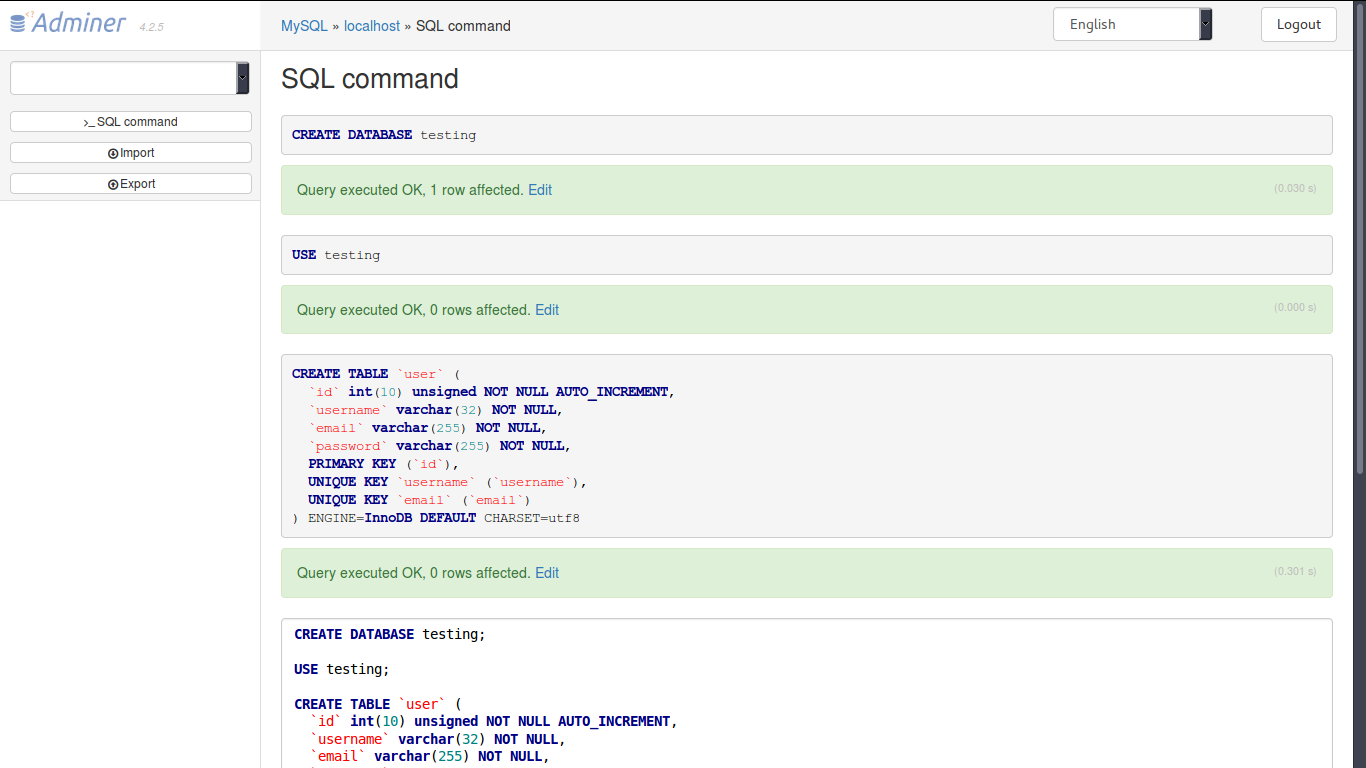 Adminer 4.2.5
MySQL » localhost » SQL command
English
Logout
>_SQL command
Import
Export
SQL command
CREATE DATABASE testing
Query executed OK, 1 row affected. Edit (0.030 s)
USE testing
Query executed OK, 0 rows affected. Edit (0.000 s)
CREATE TABLE `user` (
  `id` int(10) unsigned NOT NULL AUTO_INCREMENT,
  `username` varchar(32) NOT NULL,
  `email` varchar(255) NOT NULL,
  `password` varchar(255) NOT NULL,
  PRIMARY KEY (`id`),
  UNIQUE KEY `username` (`username`),
  UNIQUE KEY `email` (`email`)
) ENGINE=InnoDB DEFAULT CHARSET=utf8
Query executed OK, 0 rows affected. Edit (0.301 s)
CREATE DATABASE testing;
USE testing;
CREATE TABLE `user` (
  `id` int(10) unsigned NOT NULL AUTO_INCREMENT,
  `username` varchar(32) NOT NULL,
  `email` varchar(255) NOT NULL,